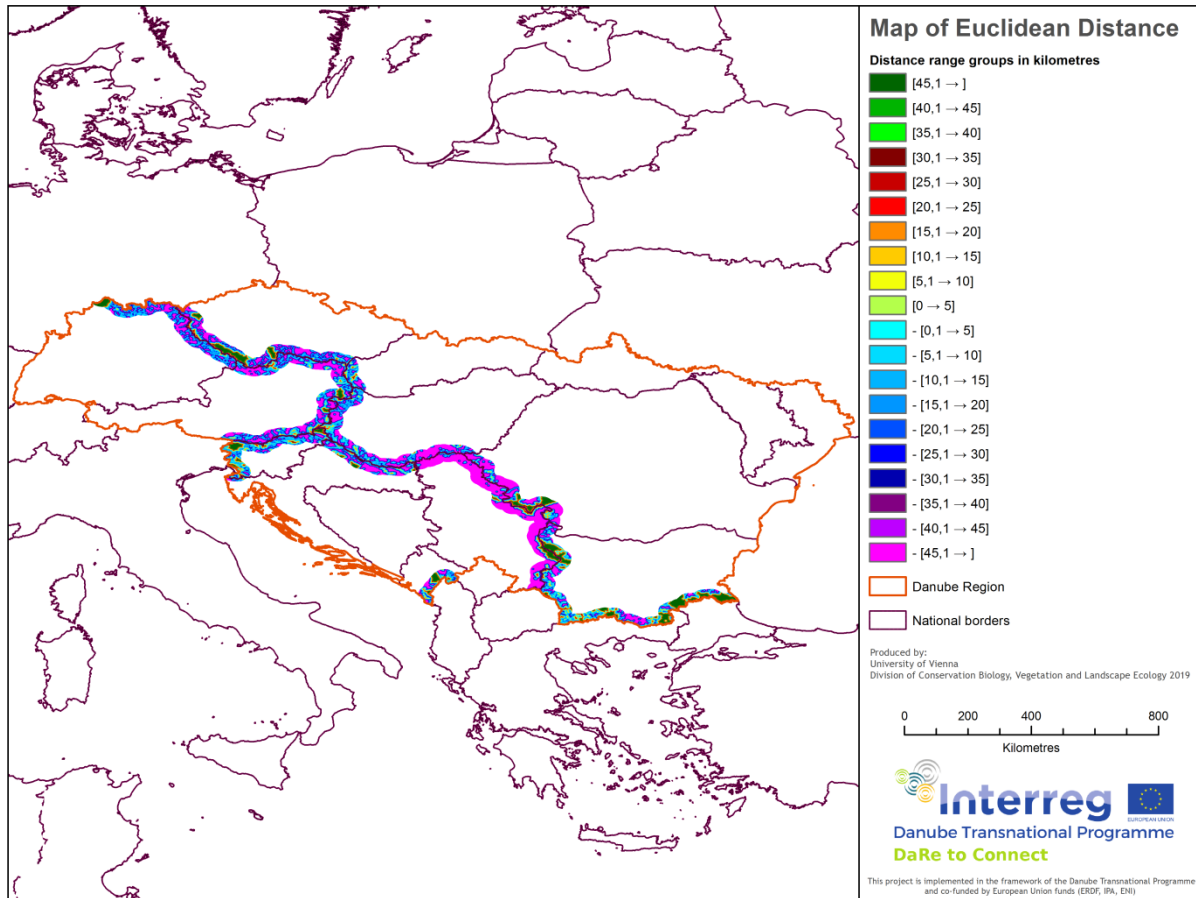 Map of Euclidean Distance
Distance range groups in kilometres
[45,1 → ]
[40,1 → 45]
[35,1 → 40]
[30,1 → 35]
[25,1 → 30]
[20,1 → 25]
[15,1 → 20]
[10,1 → 15]
[5,1 → 10]
[0 → 5]
- [0,1 → 5]
- [5,1 → 10]
- [10,1 → 15]
- [15,1 → 20]
- [20,1 → 25]
- [25,1 → 30]
- [30,1 → 35]
- [35,1 → 40]
- [40,1 → 45]
- [45,1 → ]
Danube Region
National borders
Produced by:
University of Vienna
Division of Conservation Biology, Vegetation and Landscape Ecology 2019
0 200 400 800
Kilometres
Interreg
EUROPEAN UNION
Danube Transnational Programme
DaRe to Connect
This project is implemented in the framework of the Danube Transnational Programme
and co-funded by European Union funds (ERDF, IPA, ENI)